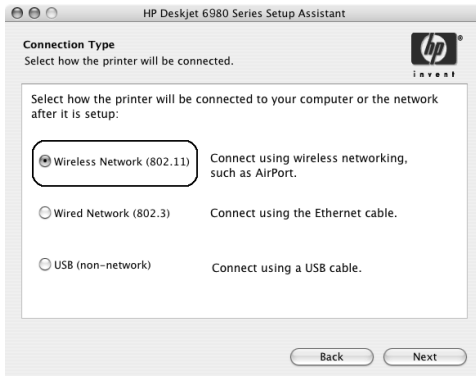 HP Deskjet 6980 Series Setup Assistant
Connection Type
Select how the printer will be connected.
hp
®
invent
Select how the printer will be connected to your computer or the network
after it is setup:
Wireless Network (802.11)
Connect using wireless networking,
such as AirPort.
Wired Network (802.3)
Connect using the Ethernet cable.
USB (non-network)
Connect using a USB cable.
Back
Next